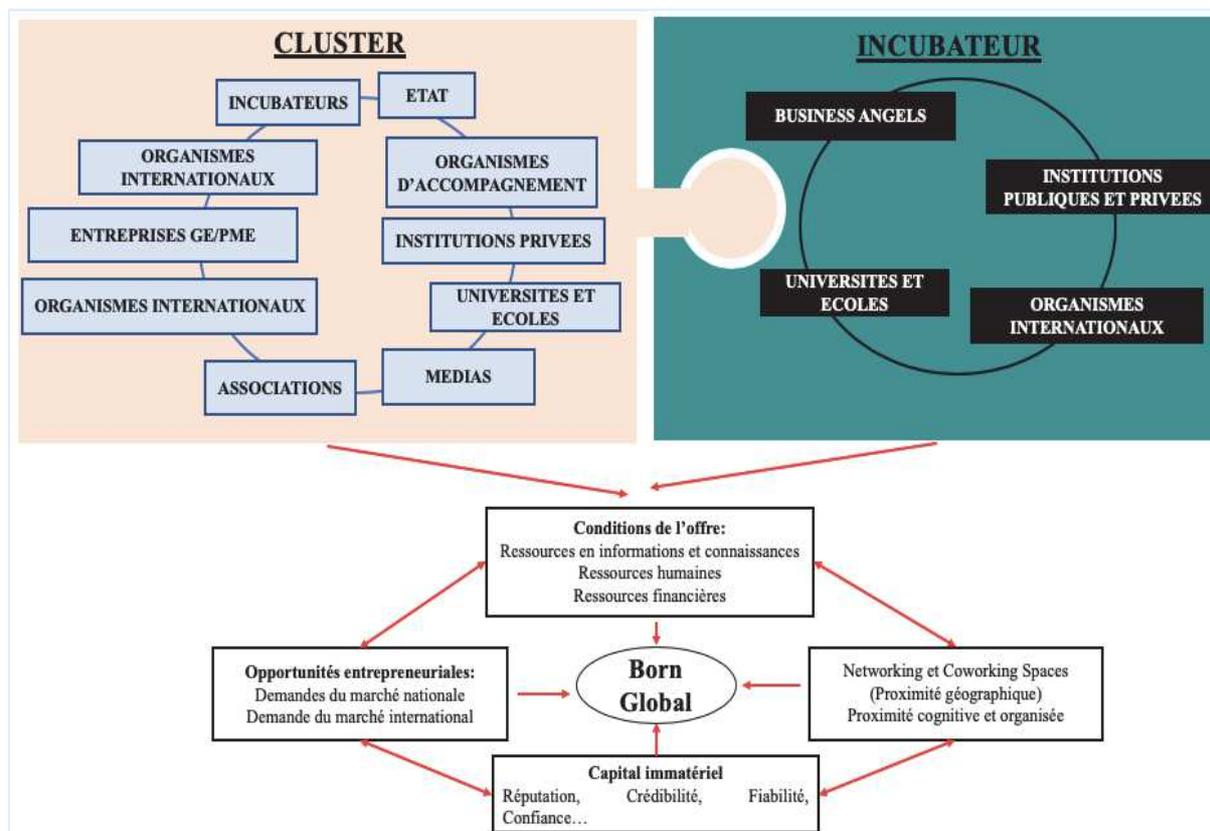 CLUSTER
INCUBATEURS
ETAT
ORGANISMES
INTERNATIONAUX
ORGANISMES
D’ACCOMPAGNEMENT
ENTREPRISES GE/PME
INSTITUTIONS PRIVEES
ORGANISMES INTERNATIONAUX
UNIVERSITES ET
ECOLES
ASSOCIATIONS
MEDIAS
INCUBATEUR
BUSINESS ANGELS
INSTITUTIONS
PUBLIQUES ET PRIVEES
UNIVERSITES ET
ECOLES
ORGANISMES
INTERNATIONAUX
Conditions de l’offre:
Ressources en informations et connaissances
Ressources humaines
Ressources financières
Opportunités entrepreneuriales:
Demandes du marché nationale
Demande du marché international
Born
Global
Networking et Coworking Spaces
(Proximité géographique)
Proximité cognitive et organisée
Capital immatériel
Réputation, Crédibilité, Fiabilité,
Confiance…